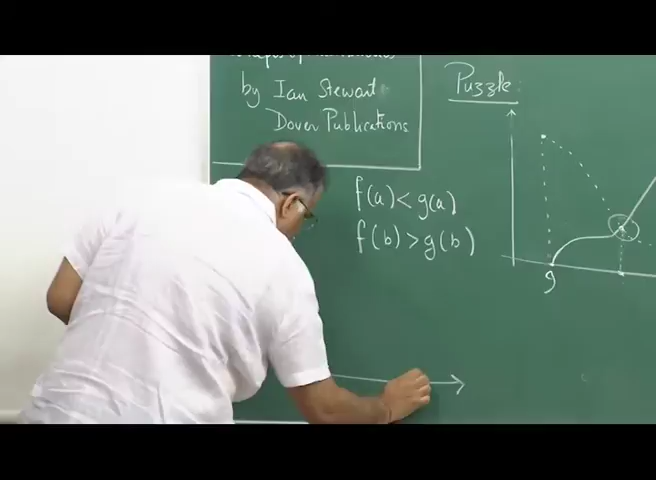 by Ian Stewart
Dover Publications
Puzzle:
f(a) < g(a)
f(b) > g(b)